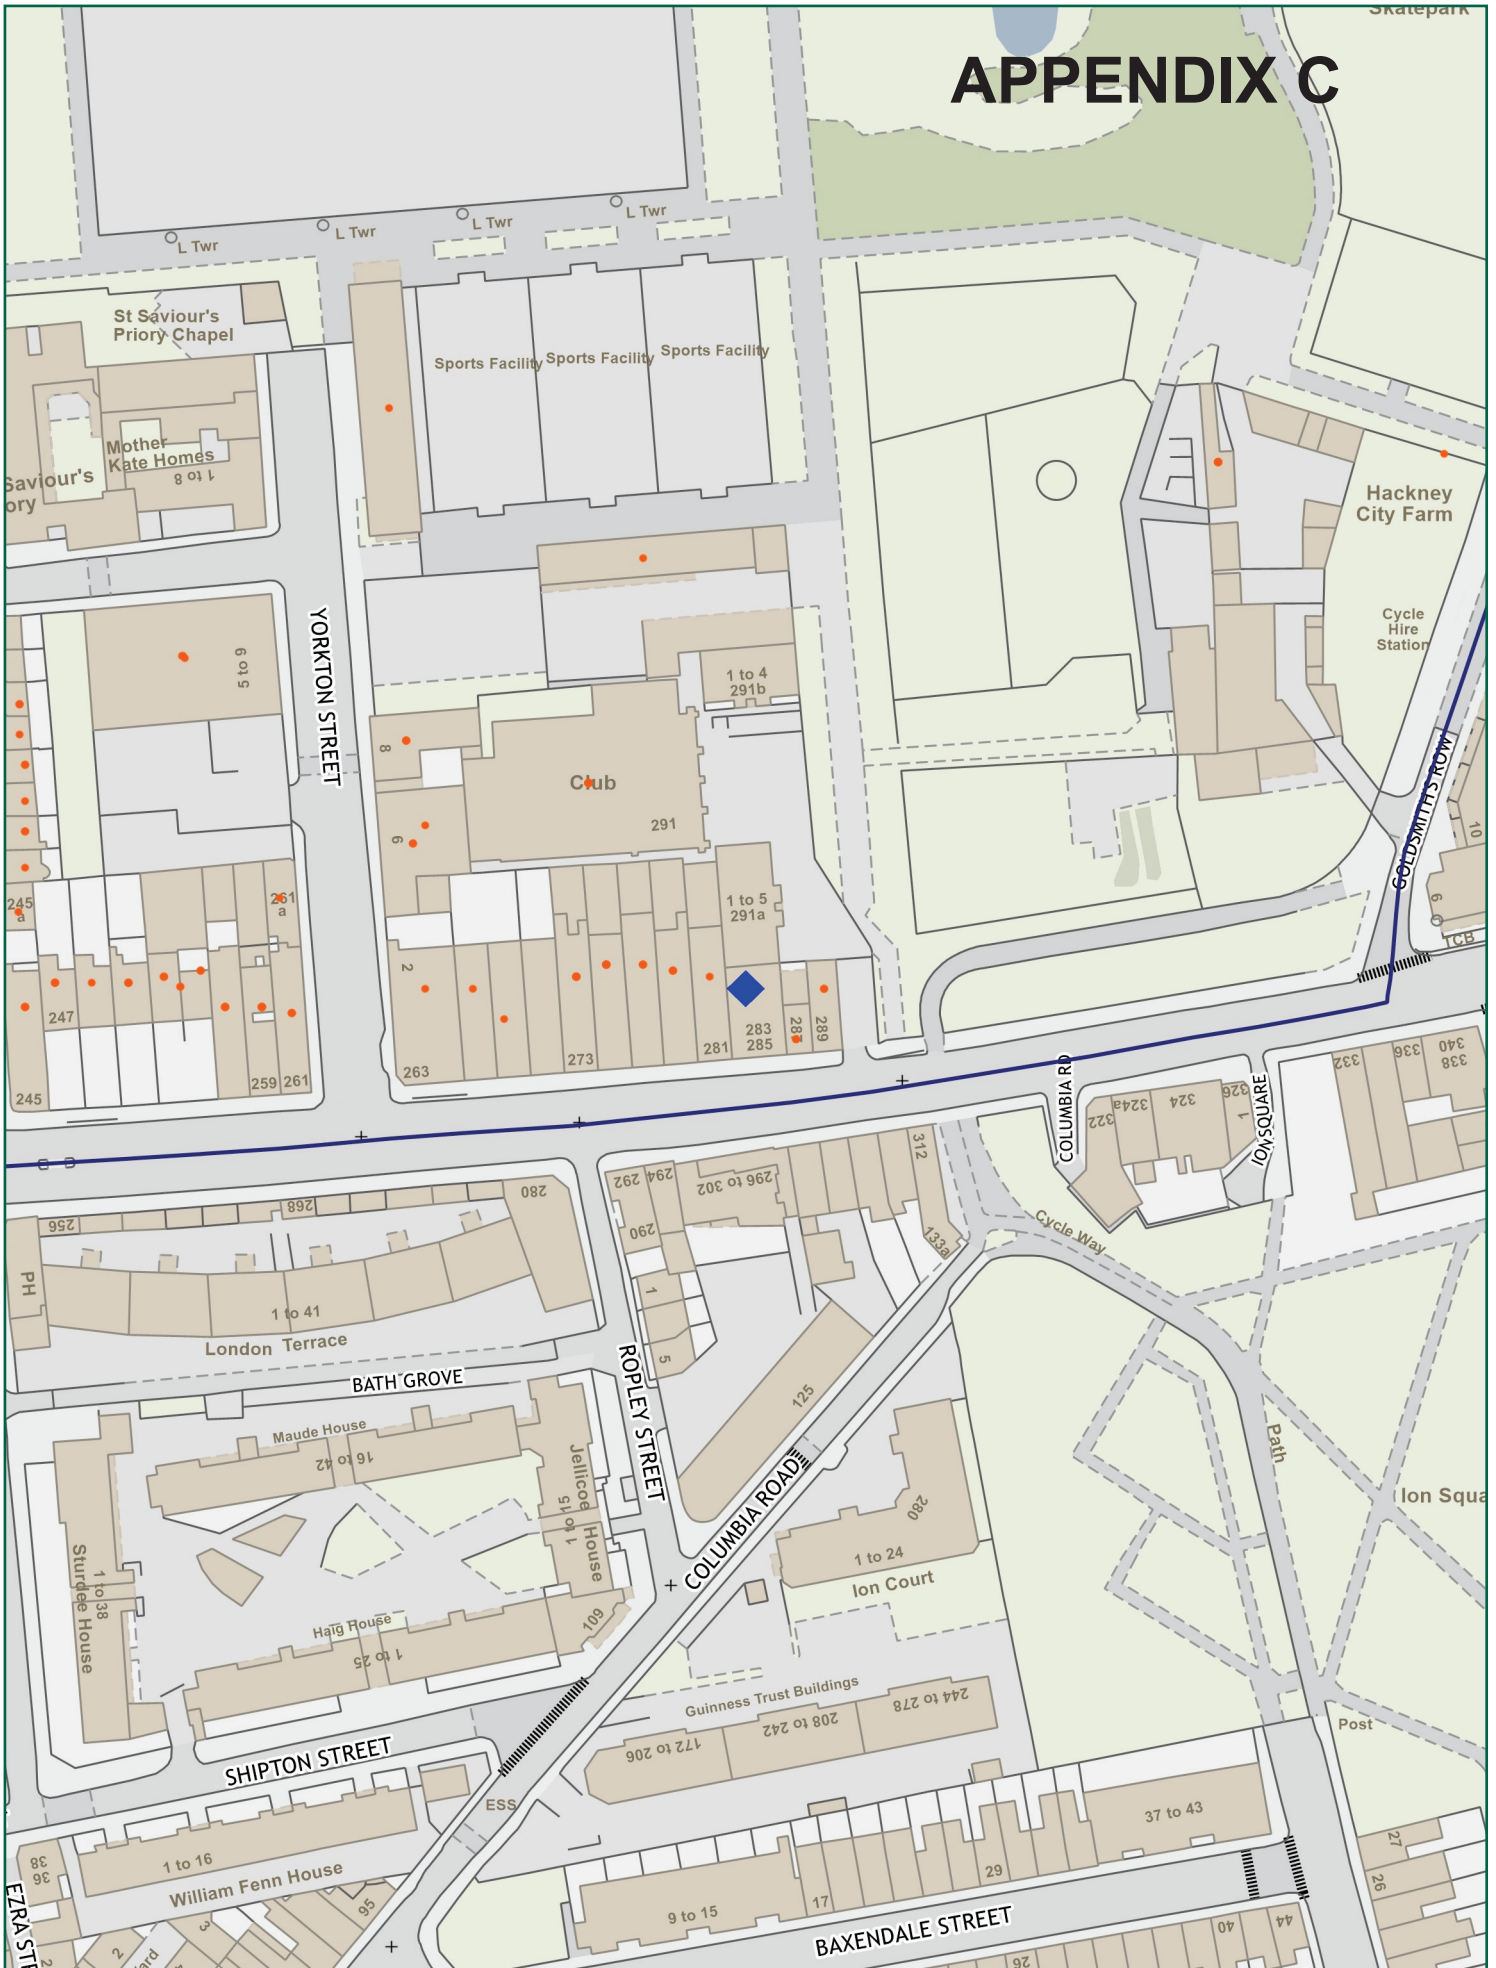 Skatepark
APPENDIX C
L Twr
L Twr
L Twr
L Twr
St Saviour's
Priory Chapel
Sports Facility
Sports Facility
Sports Facility
Mother
Kate Homes
1 to 8
Saviour's
ory
Hackney
City Farm
Cycle
Hire
Station
YORKTON STREET
5 to 9
1 to 4
291b
8
Club
291
6
GOLDSMITH'S ROW
10
9
TCB
245
a
261
a
1 to 5
291a
2
247
245
259
261
263
273
281
283
285
287
289
COLUMBIA RD
ION SQUARE
322
324a
324
326
1
332
336
340
338
312
292
294
296 to 302
290
133a
Cycle Way
256
268
280
PH
1 to 41
London Terrace
1
5
BATH GROVE
ROPLEY STREET
125
Path
Maude House
16 to 42
Jellicoe House
1 to 15
COLUMBIA ROAD
280
Ion Squa
1 to 24
Ion Court
Sturdee House
1 to 38
Haig House
1 to 25
109
Guinness Trust Buildings
172 to 206
208 to 242
244 to 278
Post
SHIPTON STREET
ESS
37 to 43
1 to 16
William Fenn House
38
36
EZRA STR
95
3
2
ard
2
29
17
9 to 15
BAXENDALE STREET
27
26
40
44
26